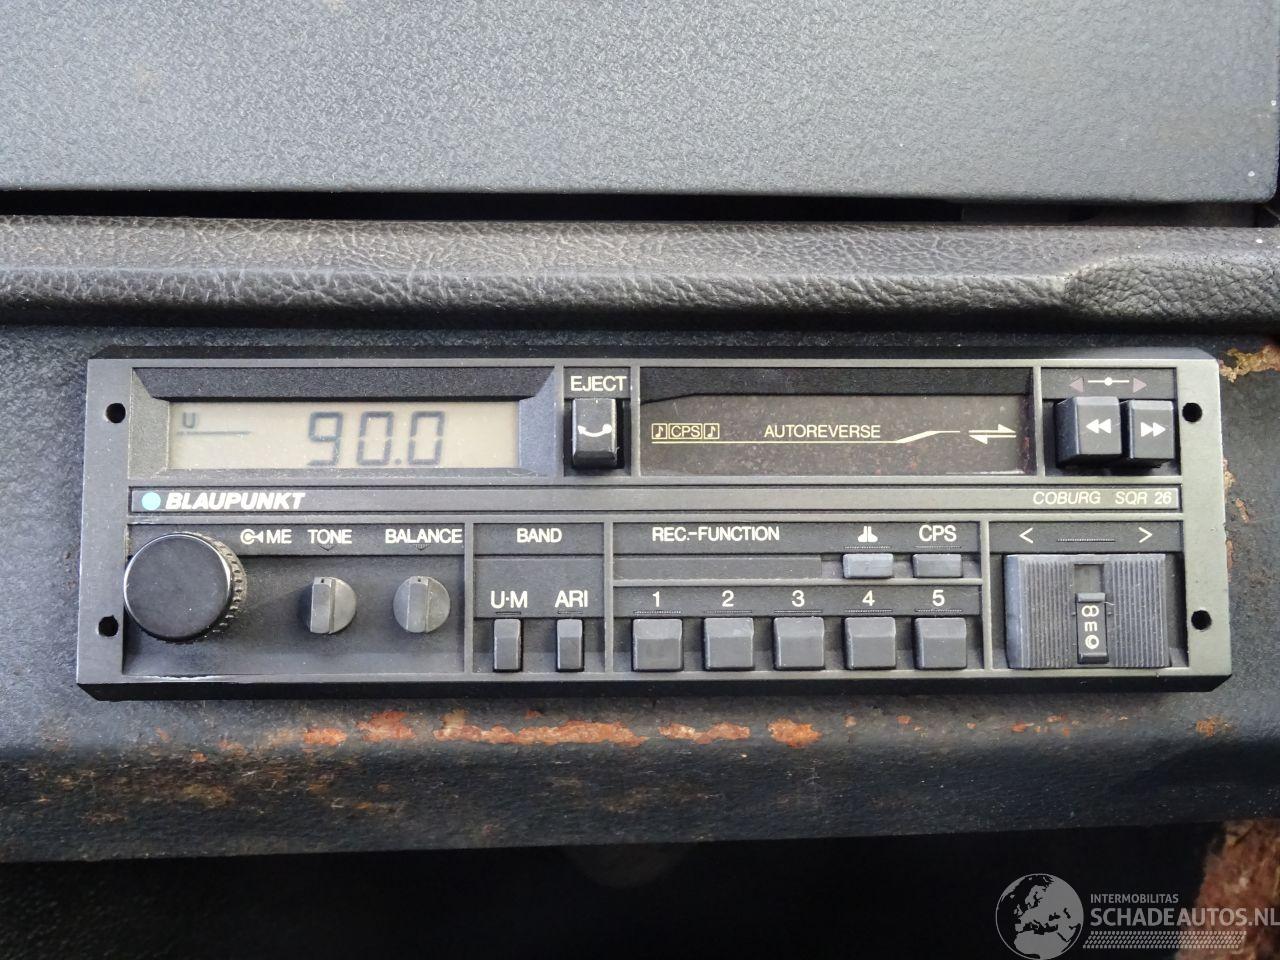 U 90.0
EJECT
CPS
AUTOREVERSE
BLAUPUNKT
COBURG SQR 26
ME TONE BALANCE
BAND
REC.-FUNCTION
CPS
< >
U·M ARI
1 2 3 4 5
INTERMOBILITAS
SCHADEAUTOS.NL